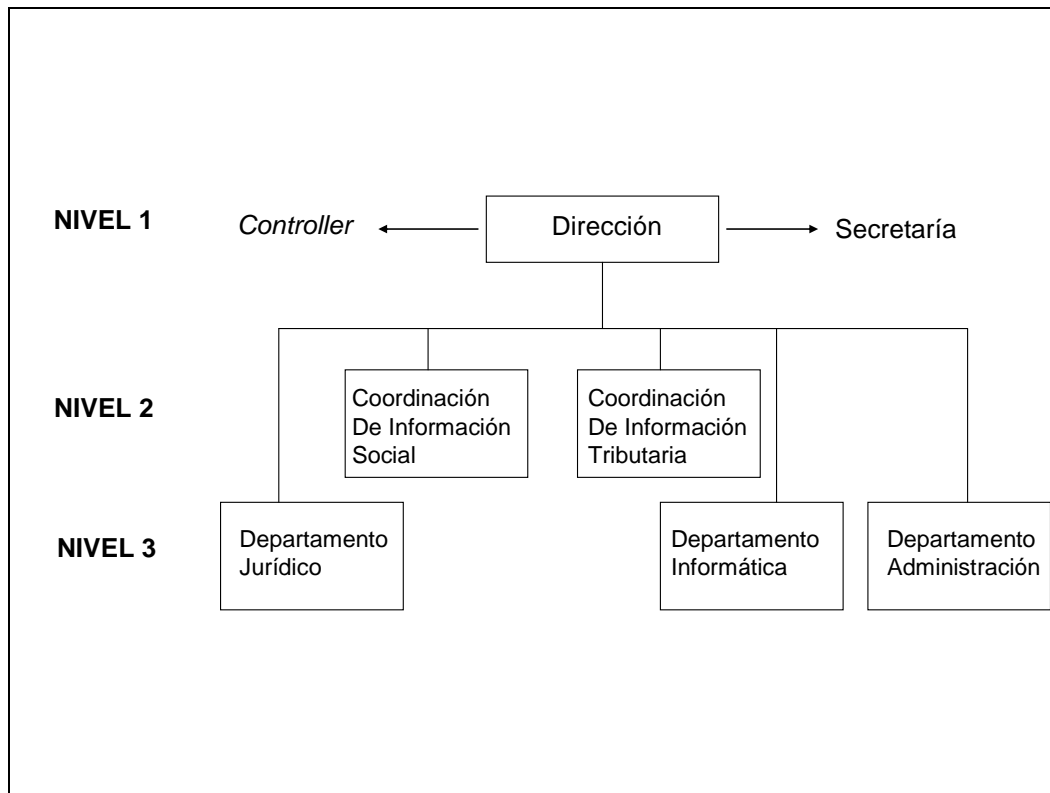 NIVEL 1
Controller
Dirección
Secretaría
NIVEL 2
Coordinación
De Información
Social
Coordinación
De Información
Tributaria
NIVEL 3
Departamento
Jurídico
Departamento
Informática
Departamento
Administración